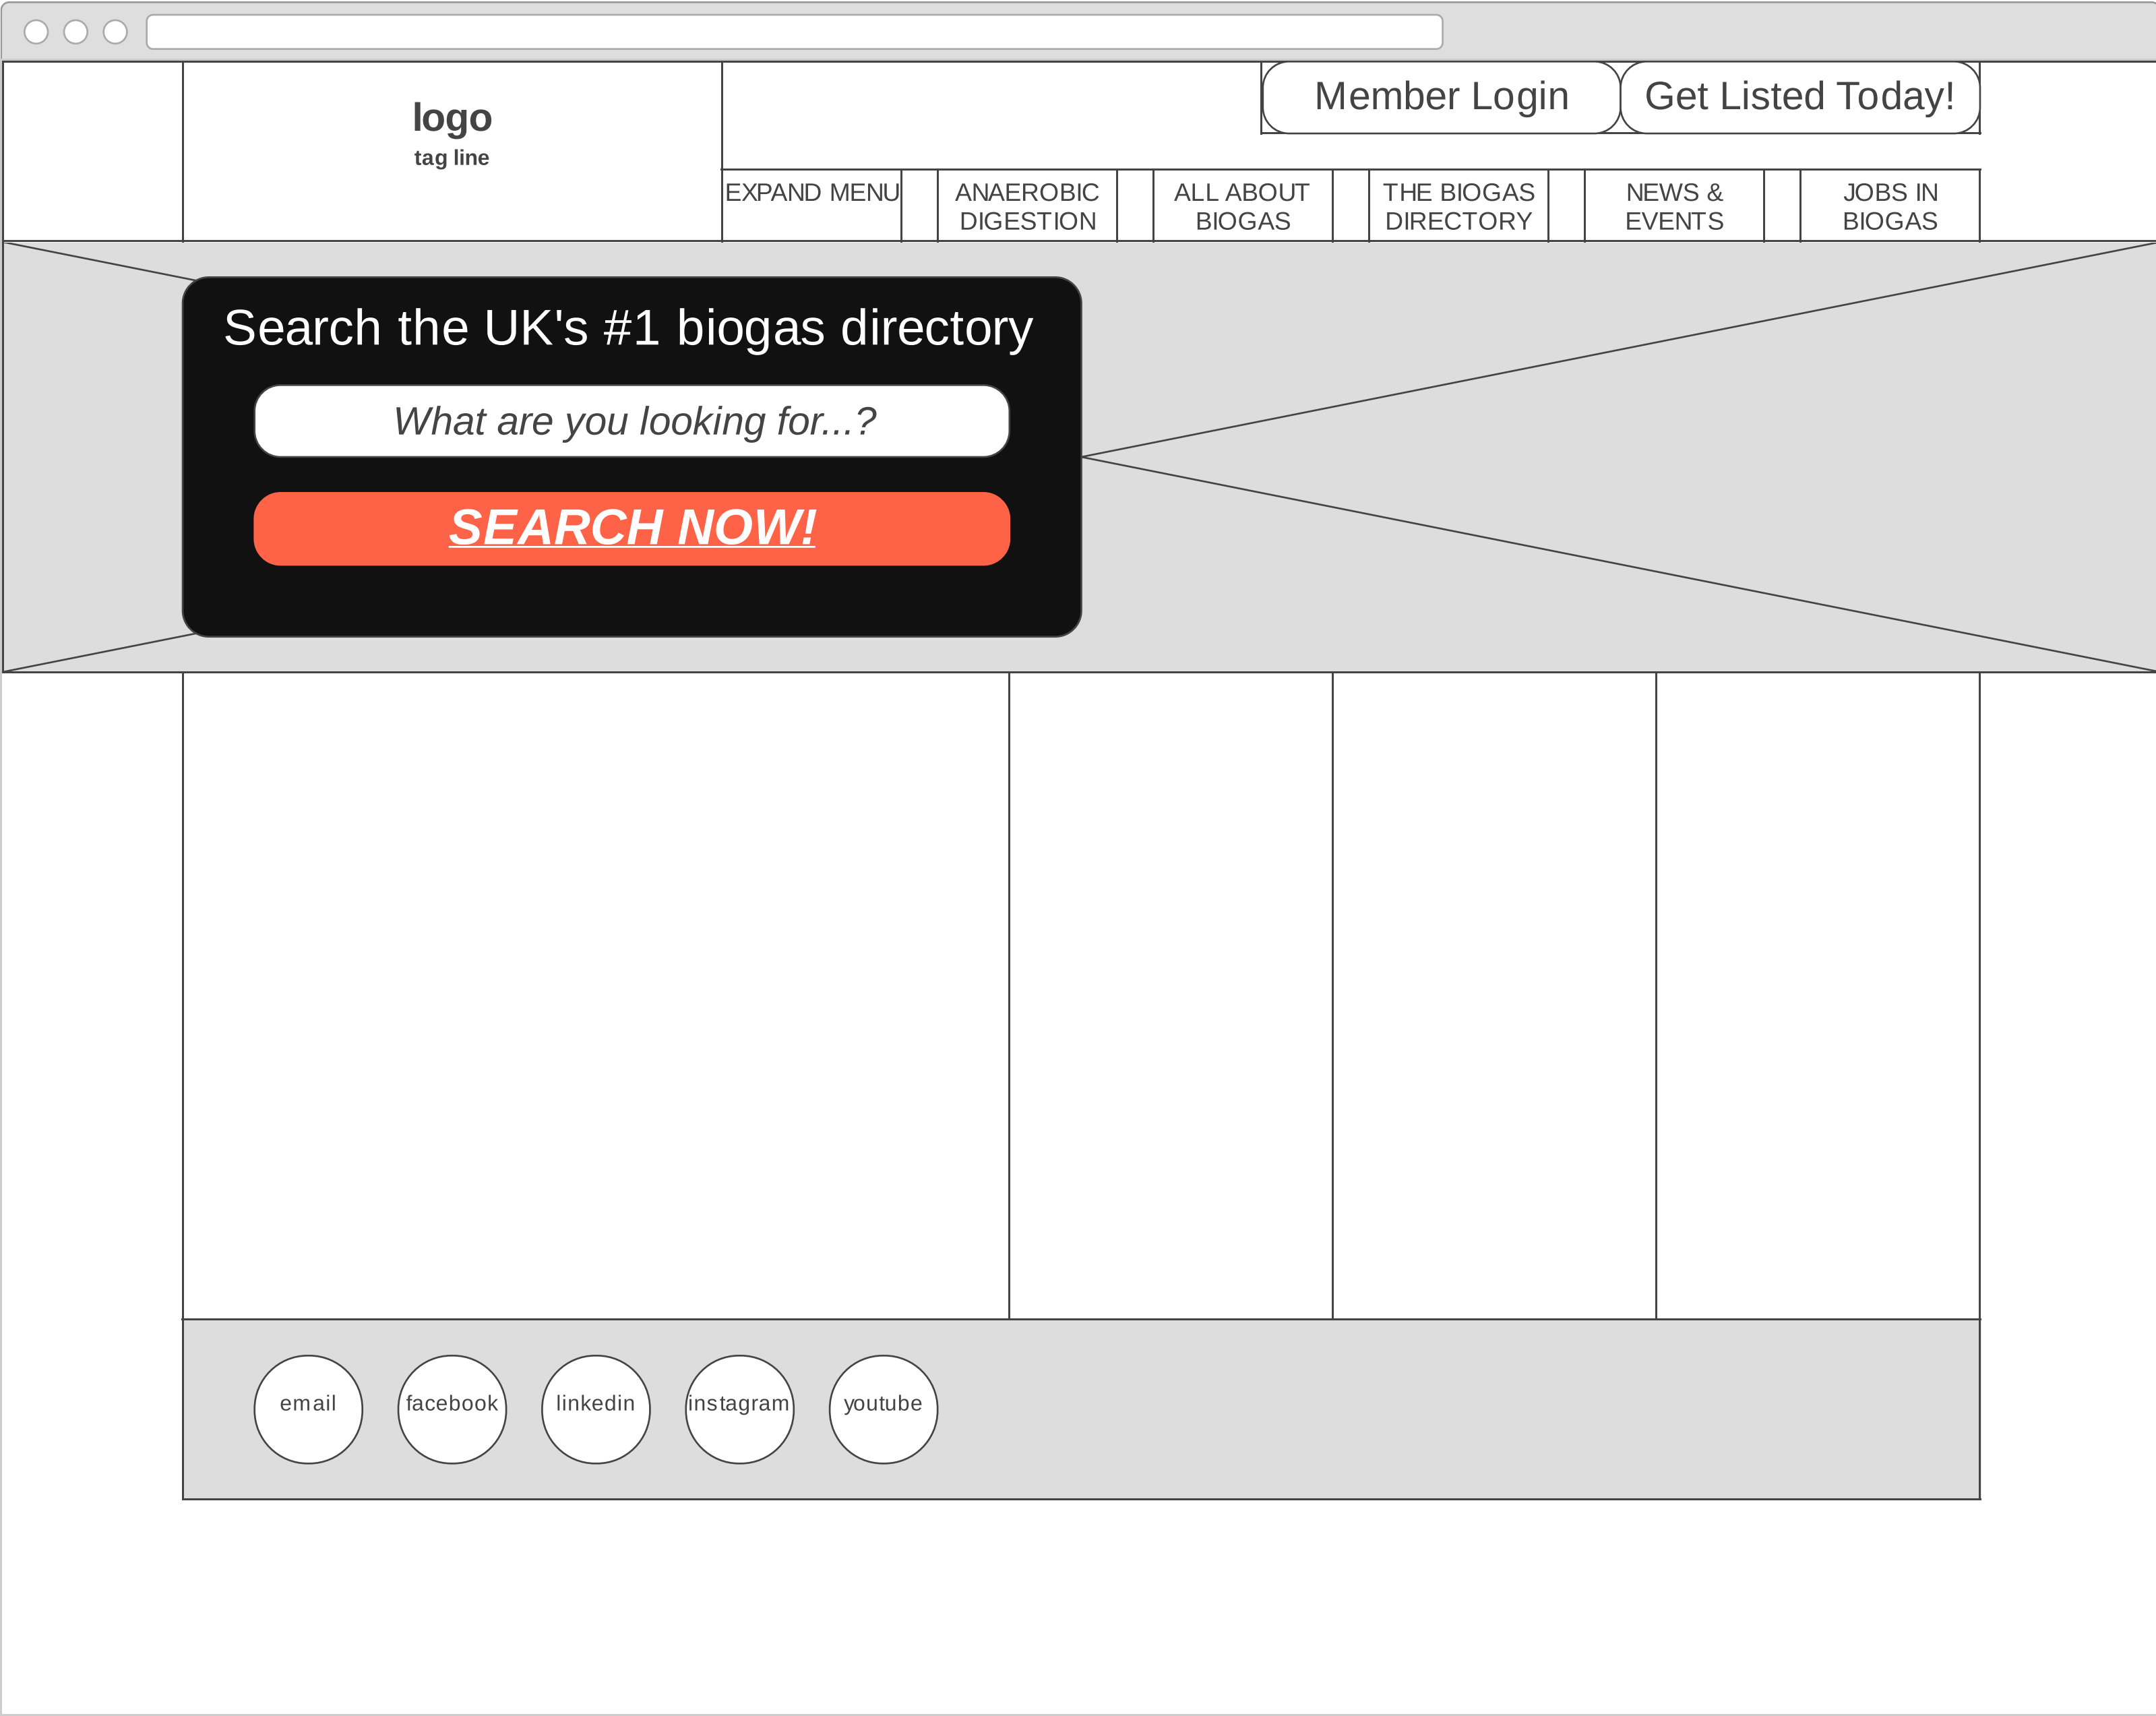 logo
tag line
Member Login
Get Listed Today!
EXPAND MENU
ANAEROBIC
DIGESTION
ALL ABOUT
BIOGAS
THE BIOGAS
DIRECTORY
NEWS &
EVENTS
JOBS IN
BIOGAS
Search the UK's #1 biogas directory
What are you looking for...?
SEARCH NOW!
email
facebook
linkedin
instagram
youtube